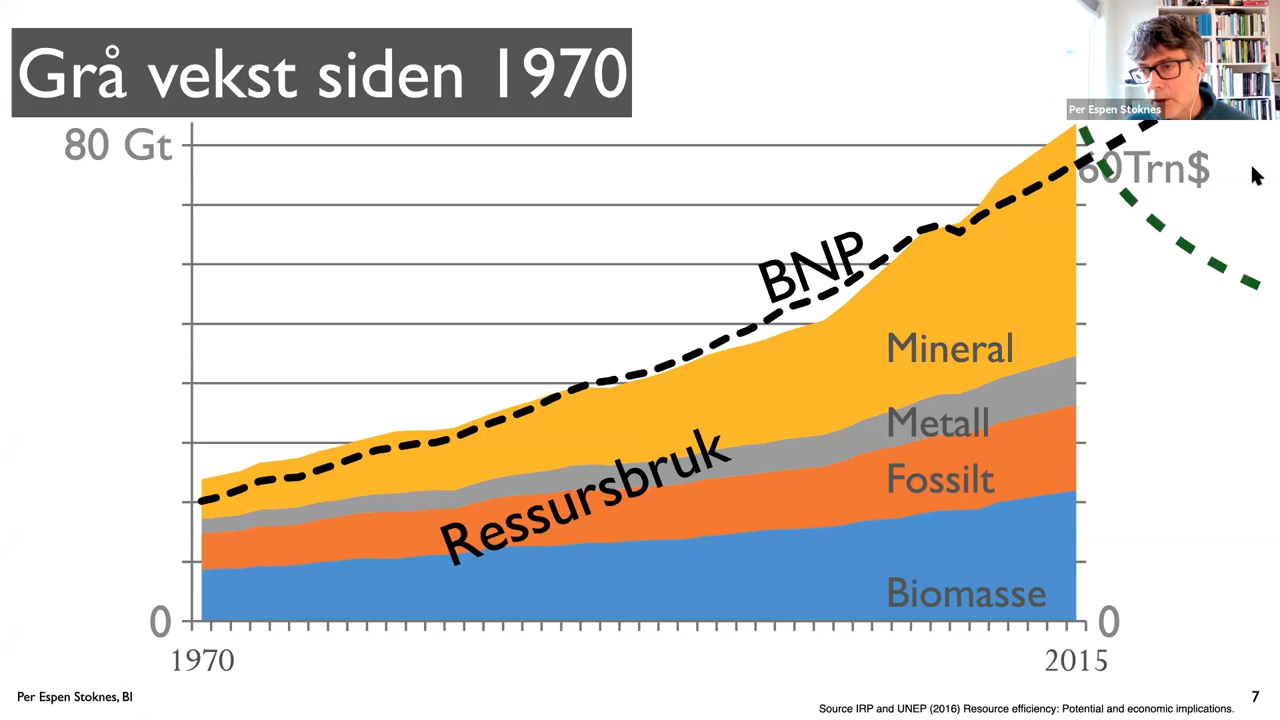 Grå vekst siden 1970
Per Espen Stoknes
80 Gt
60Trn$
BNP
Mineral
Metall
Ressursbruk
Fossilt
Biomasse
0
0
1970
2015
Per Espen Stoknes, BI
7
Source IRP and UNEP (2016) Resource efficiency: Potential and economic implications.